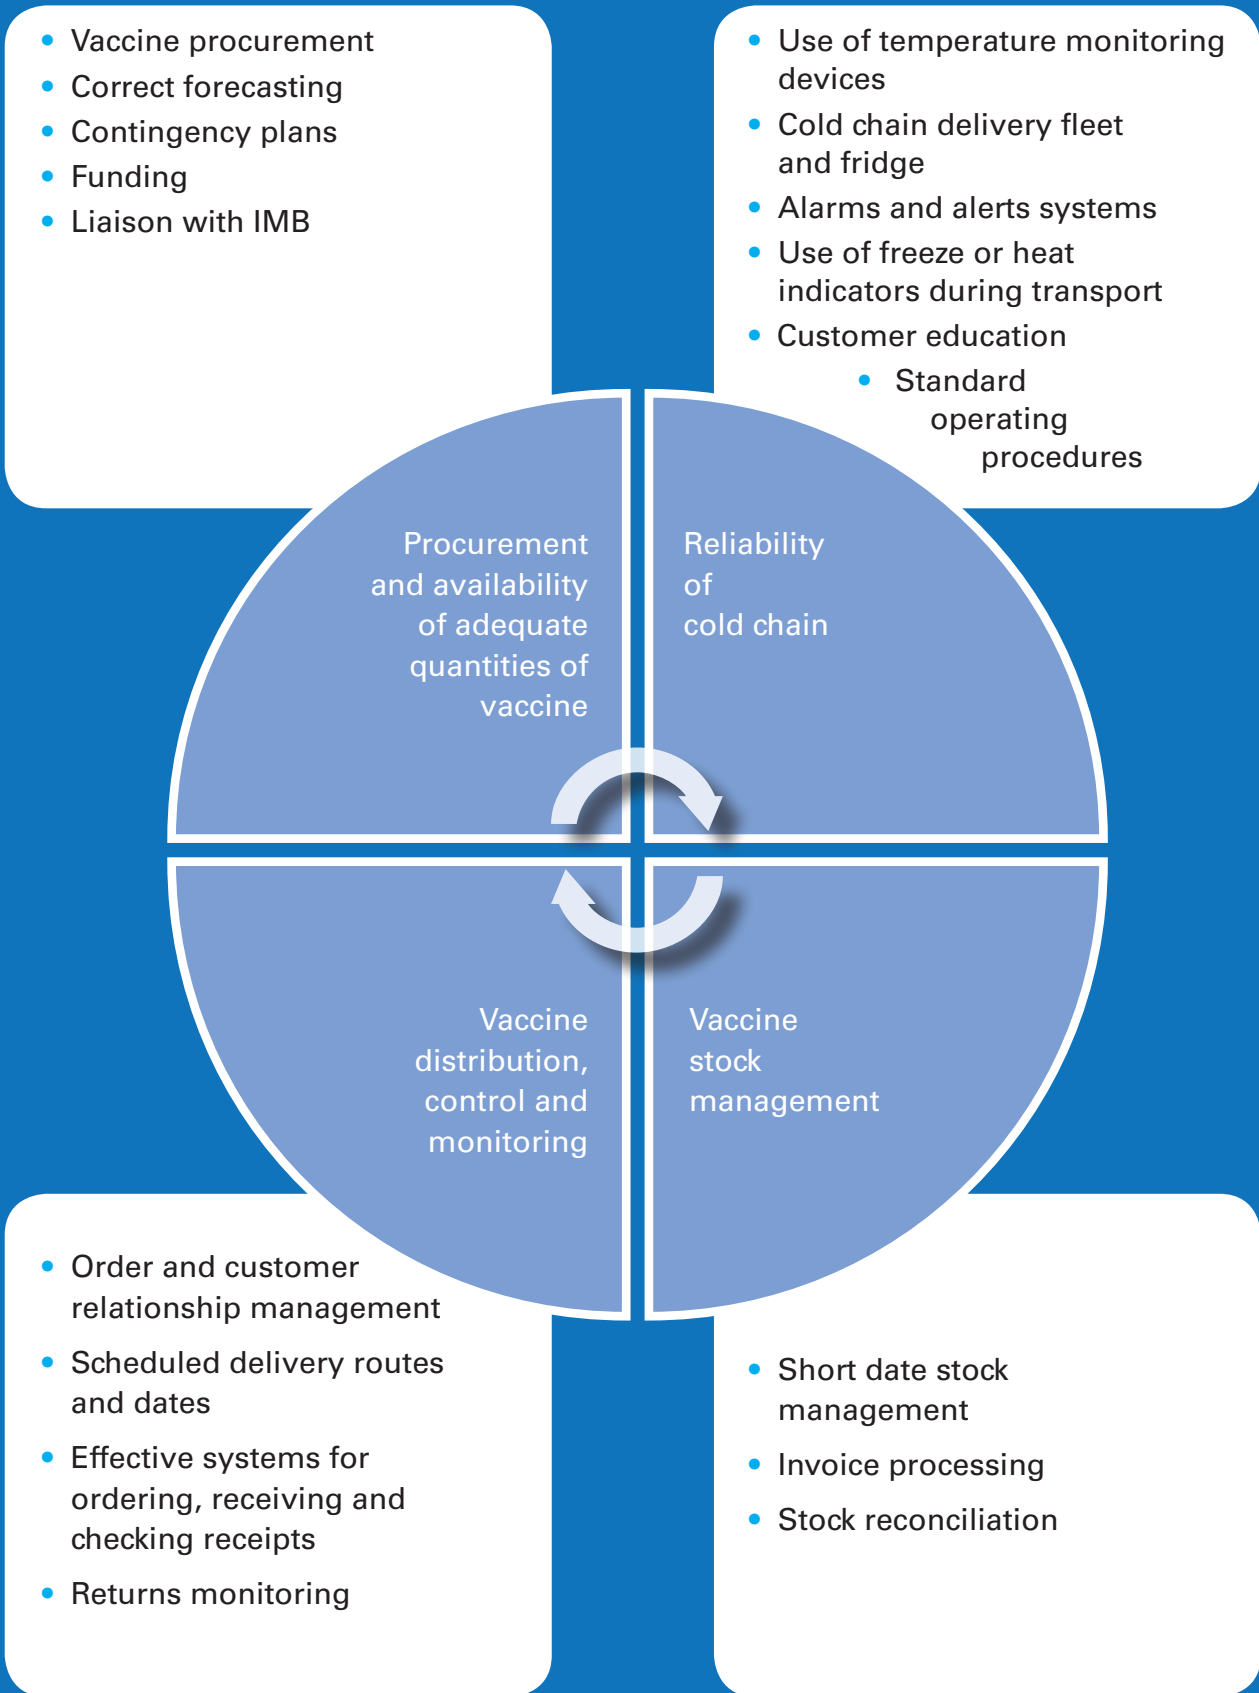 • Vaccine procurement
• Correct forecasting
• Contingency plans
• Funding
• Liaison with IMB
• Use of temperature monitoring
devices
• Cold chain delivery fleet
and fridge
• Alarms and alerts systems
• Use of freeze or heat
indicators during transport
• Customer education
• Standard
operating
procedures
Procurement
and availability
of adequate
quantities of
vaccine
Reliability
of
cold chain
Vaccine
distribution,
control and
monitoring
Vaccine
stock
management
• Order and customer
relationship management
• Scheduled delivery routes
and dates
• Effective systems for
ordering, receiving and
checking receipts
• Returns monitoring
• Short date stock
management
• Invoice processing
• Stock reconciliation